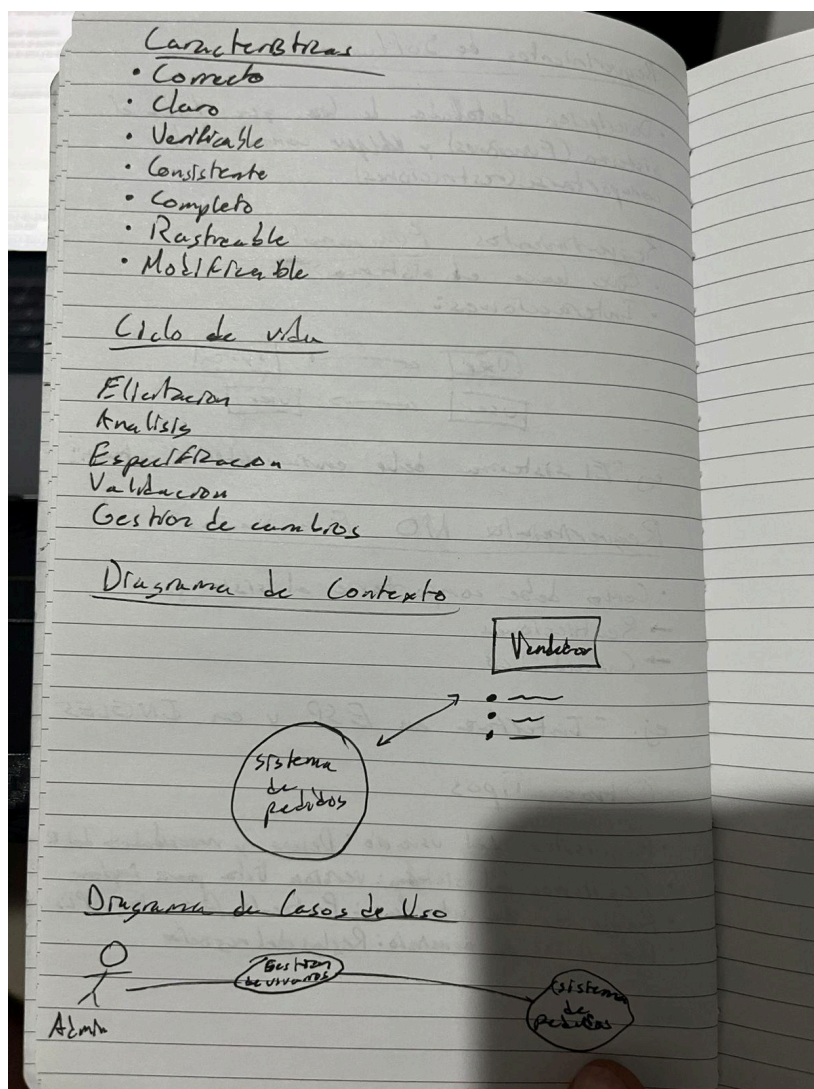 Características
• Correcto
• Claro
• Verificable
• Consistente
• Completo
• Rastreable
• Modificable
Ciclo de vida
Elicitacion
Analisis
Especificacion
Validacion
Gestion de cambios
Diagrama de Contexto
Vendedor
sistema
de
pedidos
Diagrama de Casos de Uso
Gestion
de usuarios
Admin
sistema
de
pedidos